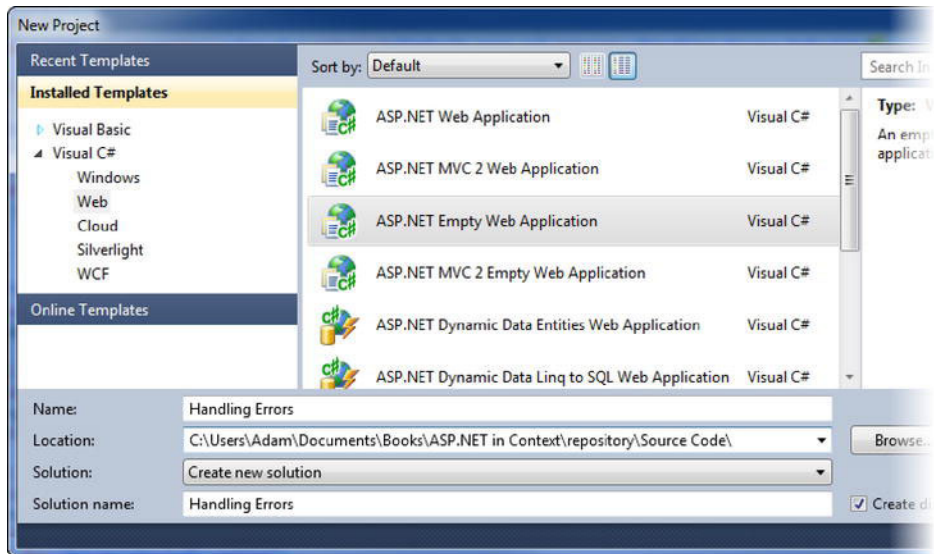 New Project
Recent Templates
Installed Templates
Visual Basic
Visual C#
Windows
Web
Cloud
Silverlight
WCF
Online Templates
Sort by: Default
Search In
ASP.NET Web Application Visual C#
ASP.NET MVC 2 Web Application Visual C#
ASP.NET Empty Web Application Visual C#
ASP.NET MVC 2 Empty Web Application Visual C#
ASP.NET Dynamic Data Entities Web Application Visual C#
ASP.NET Dynamic Data Linq to SQL Web Application Visual C#
Type:
An
Name: Handling Errors
Location: C:\Users\Adam\Documents\Books\ASP.NET in Context\repository\Source Code\ Browse...
Solution: Create new solution
Solution name: Handling Errors Create